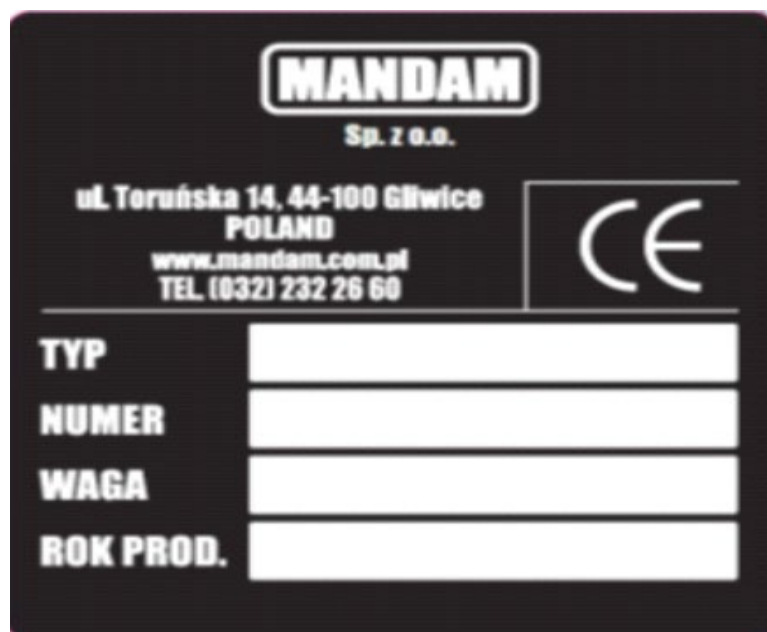 MANDAM
Sp. z o.o.
ul. Toruńska 14, 44-100 Gliwice
POLAND
www.mandam.com.pl
TEL. (032) 232 26 60
CE
TYP
NUMER
WAGA
ROK PROD.